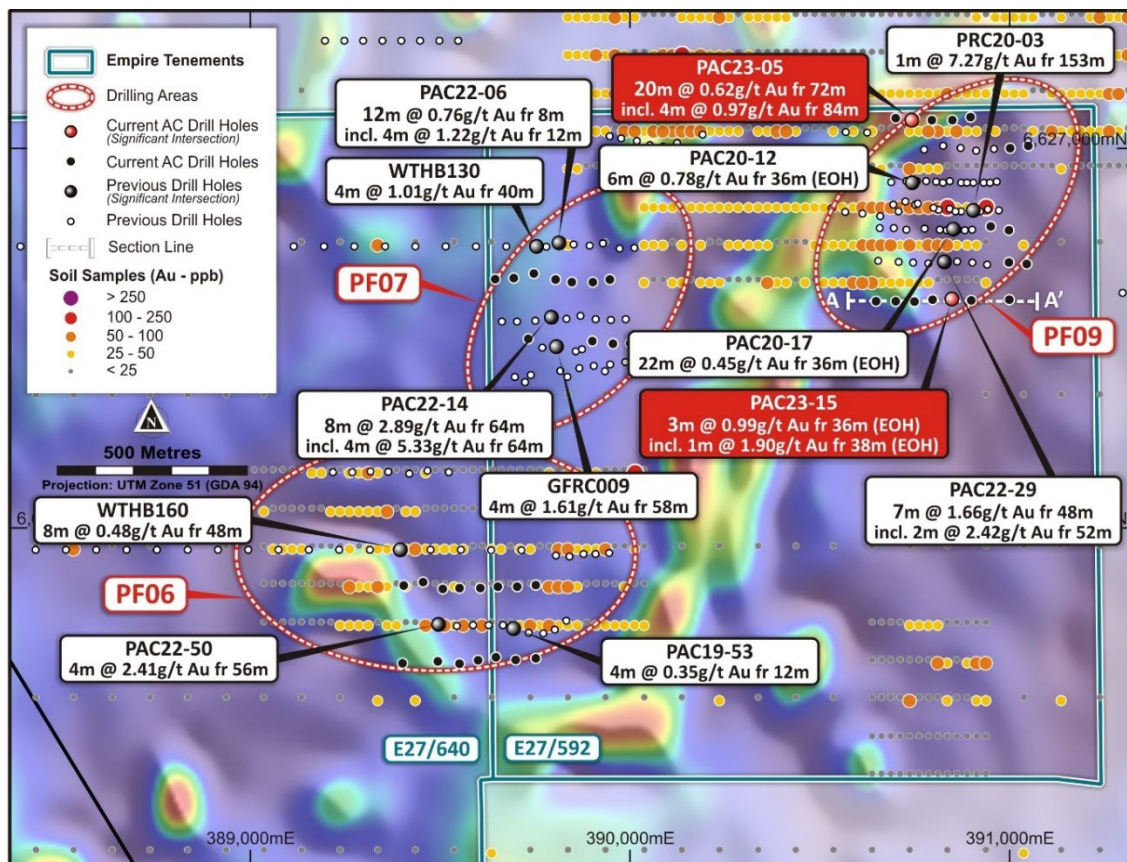 Empire Tenements
Drilling Areas
Current AC Drill Holes
(Significant Intersection)
Current AC Drill Holes
Previous Drill Holes
(Significant Intersection)
Previous Drill Holes
Section Line
Soil Samples (Au - ppb)
> 250
100 - 250
50 - 100
25 - 50
< 25
N
500 Metres
Projection: UTM Zone 51 (GDA 94)
PAC22-06
12m @ 0.76g/t Au fr 8m
incl. 4m @ 1.22g/t Au fr 12m
WTHB130
4m @ 1.01g/t Au fr 40m
PAC23-05
20m @ 0.62g/t Au fr 72m
incl. 4m @ 0.97g/t Au fr 84m
PRC20-03
1m @ 7.27g/t Au fr 153m
627,000mN
PAC20-12
6m @ 0.78g/t Au fr 36m (EOH)
PF07
A
A'
PF09
PAC20-17
22m @ 0.45g/t Au fr 36m (EOH)
PAC22-14
8m @ 2.89g/t Au fr 64m
incl. 4m @ 5.33g/t Au fr 64m
PAC23-15
3m @ 0.99g/t Au fr 36m (EOH)
incl. 1m @ 1.90g/t Au fr 38m (EOH)
GFRC009
4m @ 1.61g/t Au fr 58m
PAC22-29
7m @ 1.66g/t Au fr 48m
incl. 2m @ 2.42g/t Au fr 52m
WTHB160
8m @ 0.48g/t Au fr 48m
PF06
PAC22-50
4m @ 2.41g/t Au fr 56m
PAC19-53
4m @ 0.35g/t Au fr 12m
E27/640
E27/592
389,000mE
390,000mE
391,000mE